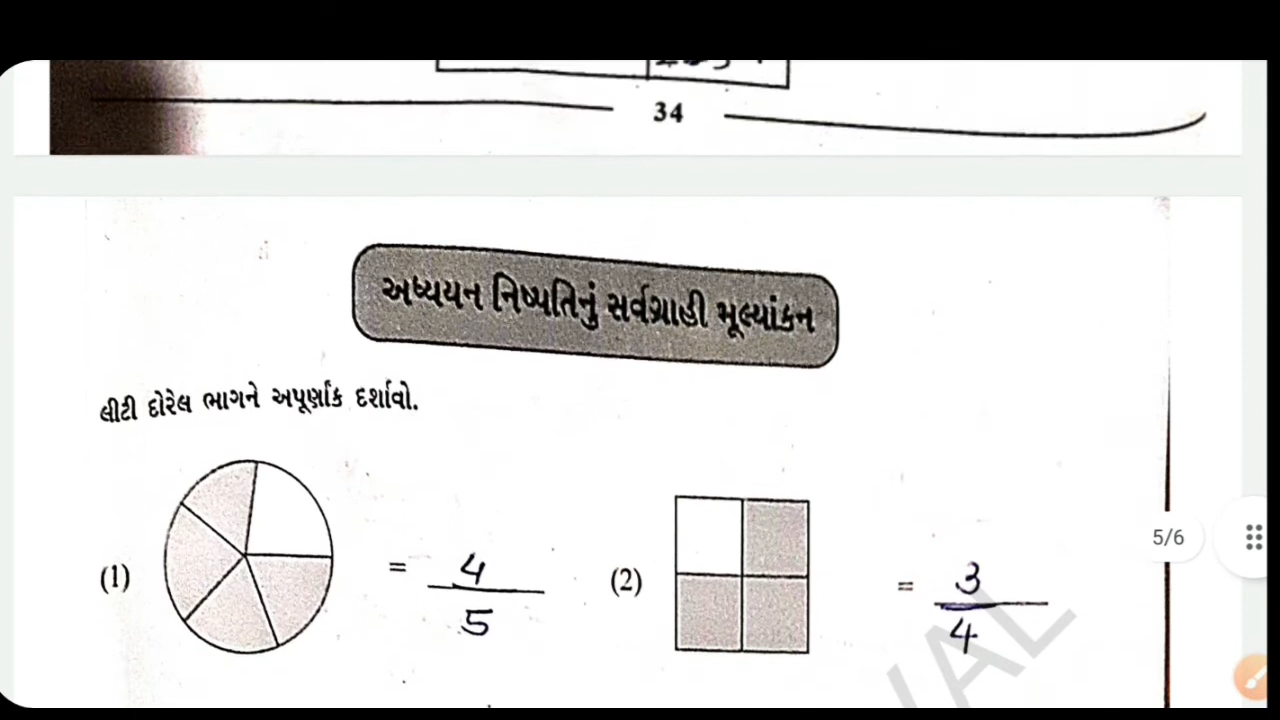 34
અધ્યયન નિષ્પતિનું સર્વગ્રાહી મૂલ્યાંકન
લીટી દોરેલ ભાગને અપૂર્ણાંક દર્શાવો.
(1) = 4/5 (2) = 3/4
5/6